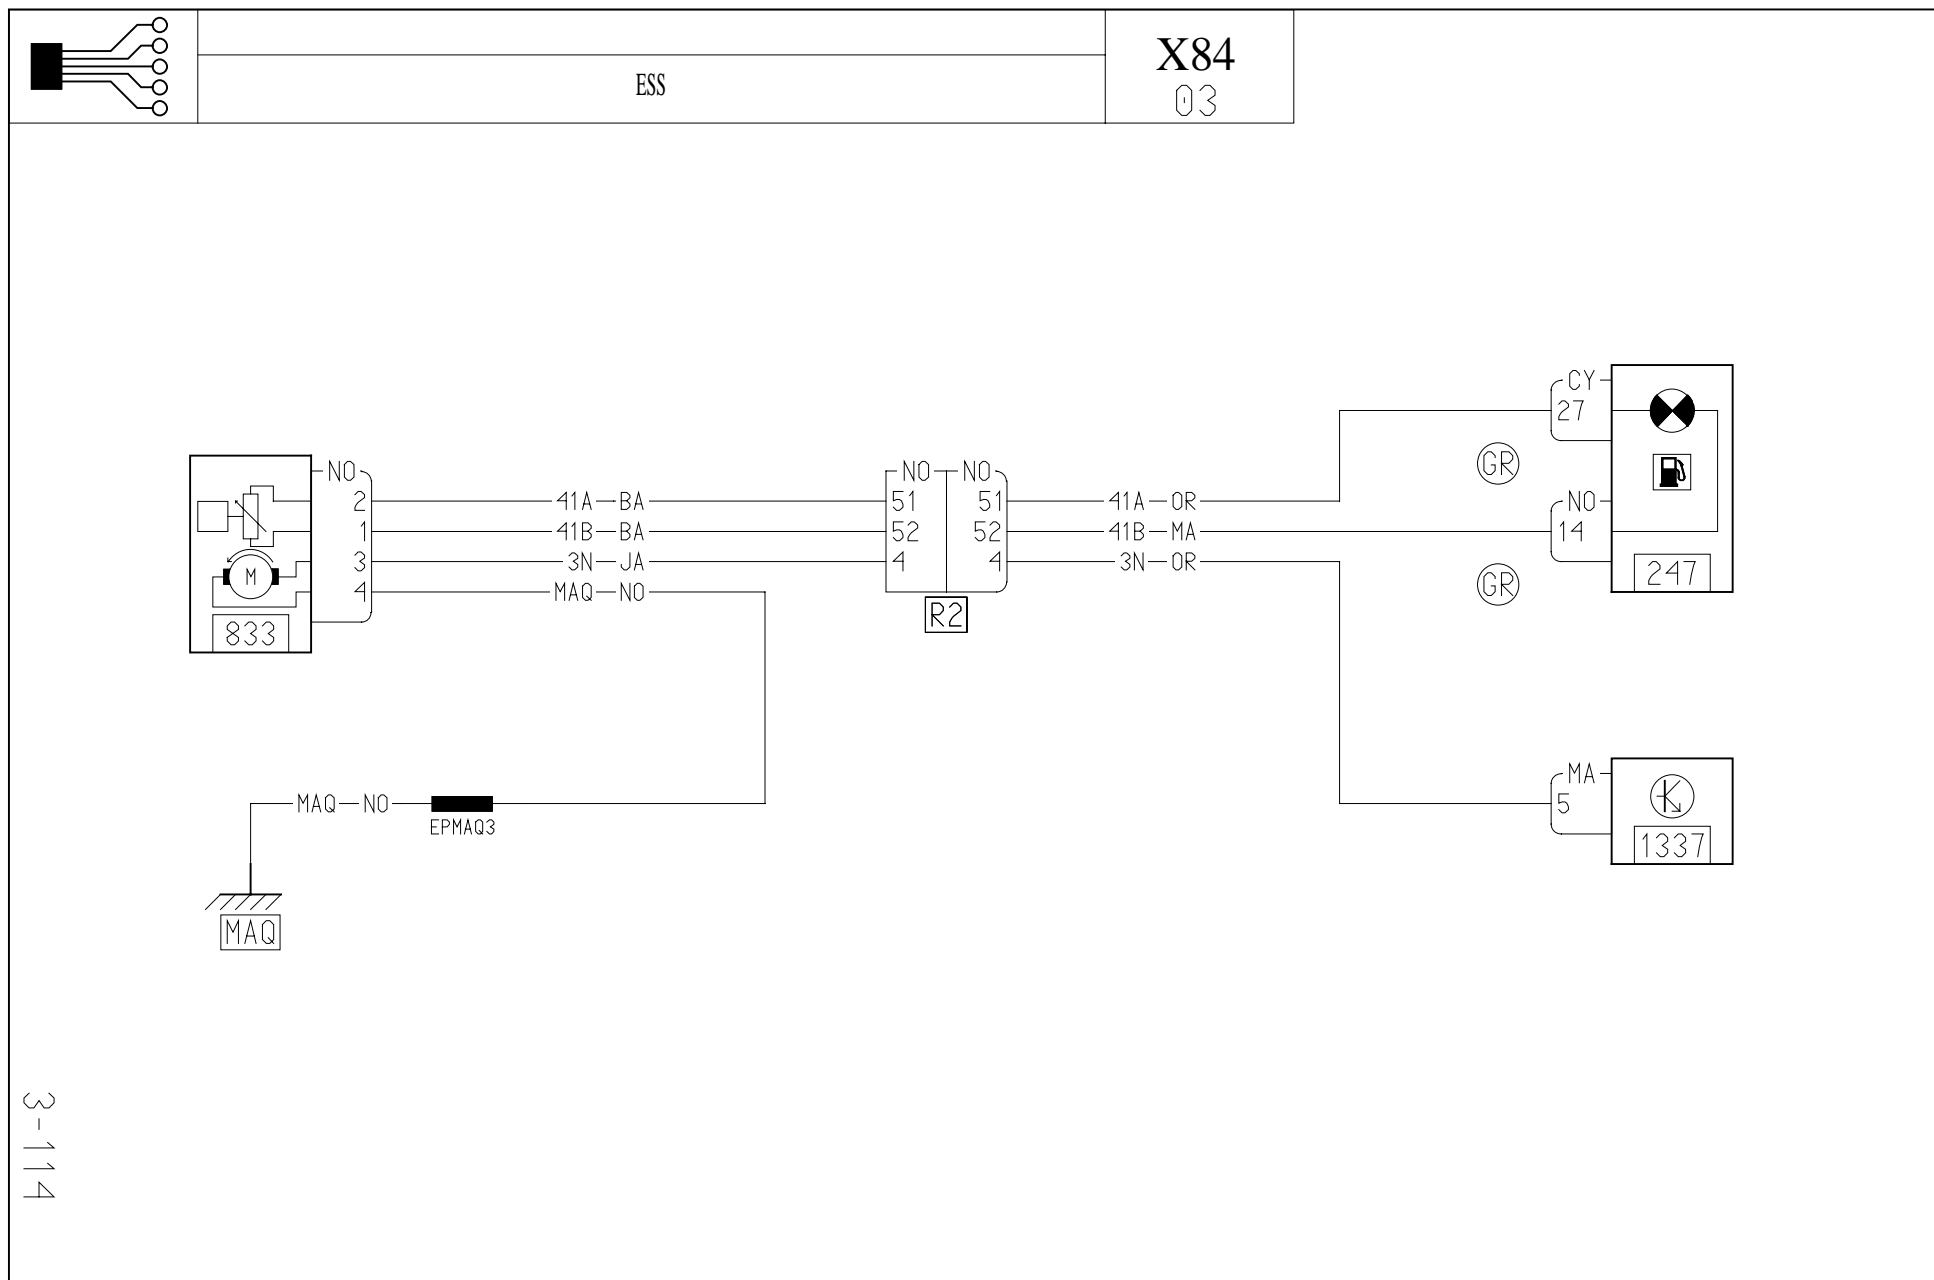 X84
ESS
03
CY
27
GR
NO
NO NO
NO
2 41A BA 51 51 41A OR
1 41B BA 52 52 41B MA 14
3 3N JA 4 4 3N OR
4 MAQ NO
M
833
R2
GR
247
MA
MAQ NO
5
EPMAQ3
1337
MAQ
3-114